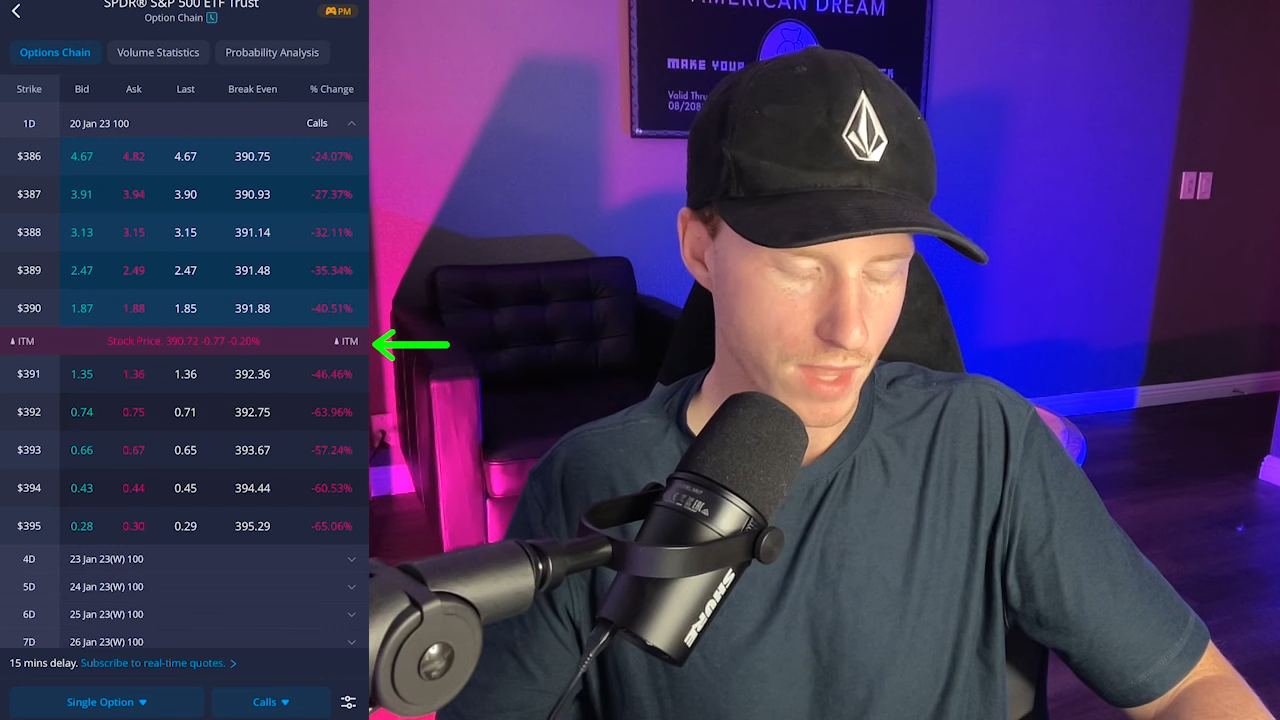 SPDR® S&P 500 ETF Trust
Option Chain
PM
Options Chain Volume Statistics Probability Analysis
Strike Bid Ask Last Break Even % Change
1D 20 Jan 23 100 Calls
$386 4.67 4.82 4.67 390.75 -24.07%
$387 3.91 3.94 3.90 390.93 -27.37%
$388 3.13 3.15 3.15 391.14 -32.11%
$389 2.47 2.49 2.47 391.48 -35.34%
$390 1.87 1.88 1.85 391.88 -40.51%
ITM Stock Price: 390.72 -0.77 -0.20% ITM
$391 1.35 1.36 1.36 392.36 -46.46%
$392 0.74 0.75 0.71 392.75 -63.96%
$393 0.66 0.67 0.65 393.67 -57.24%
$394 0.43 0.44 0.45 394.44 -60.53%
$395 0.28 0.30 0.29 395.29 -65.06%
4D 23 Jan 23(W) 100
5D 24 Jan 23(W) 100
6D 25 Jan 23(W) 100
7D 26 Jan 23(W) 100
15 mins delay. Subscribe to real-time quotes.
Single Option Calls
AMERICAN DREAM
MAKE YOUR
Valid Thru
08/208
SHURE